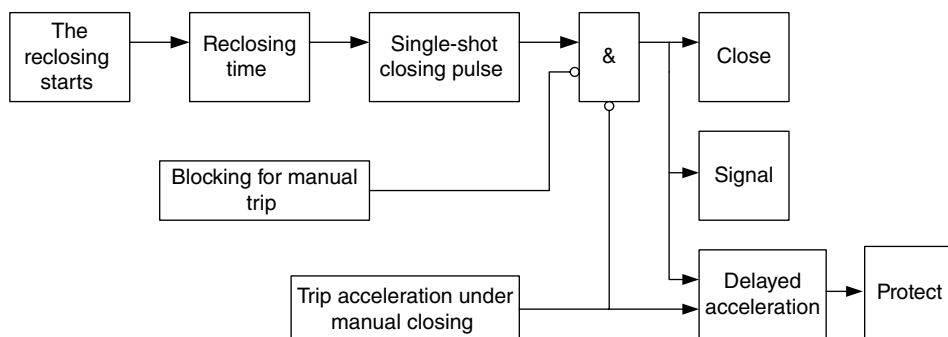 The
reclosing
starts
Reclosing
time
Single-shot
closing pulse
&
Close
Blocking for manual
trip
Signal
Trip acceleration under
manual closing
Delayed
acceleration
Protect